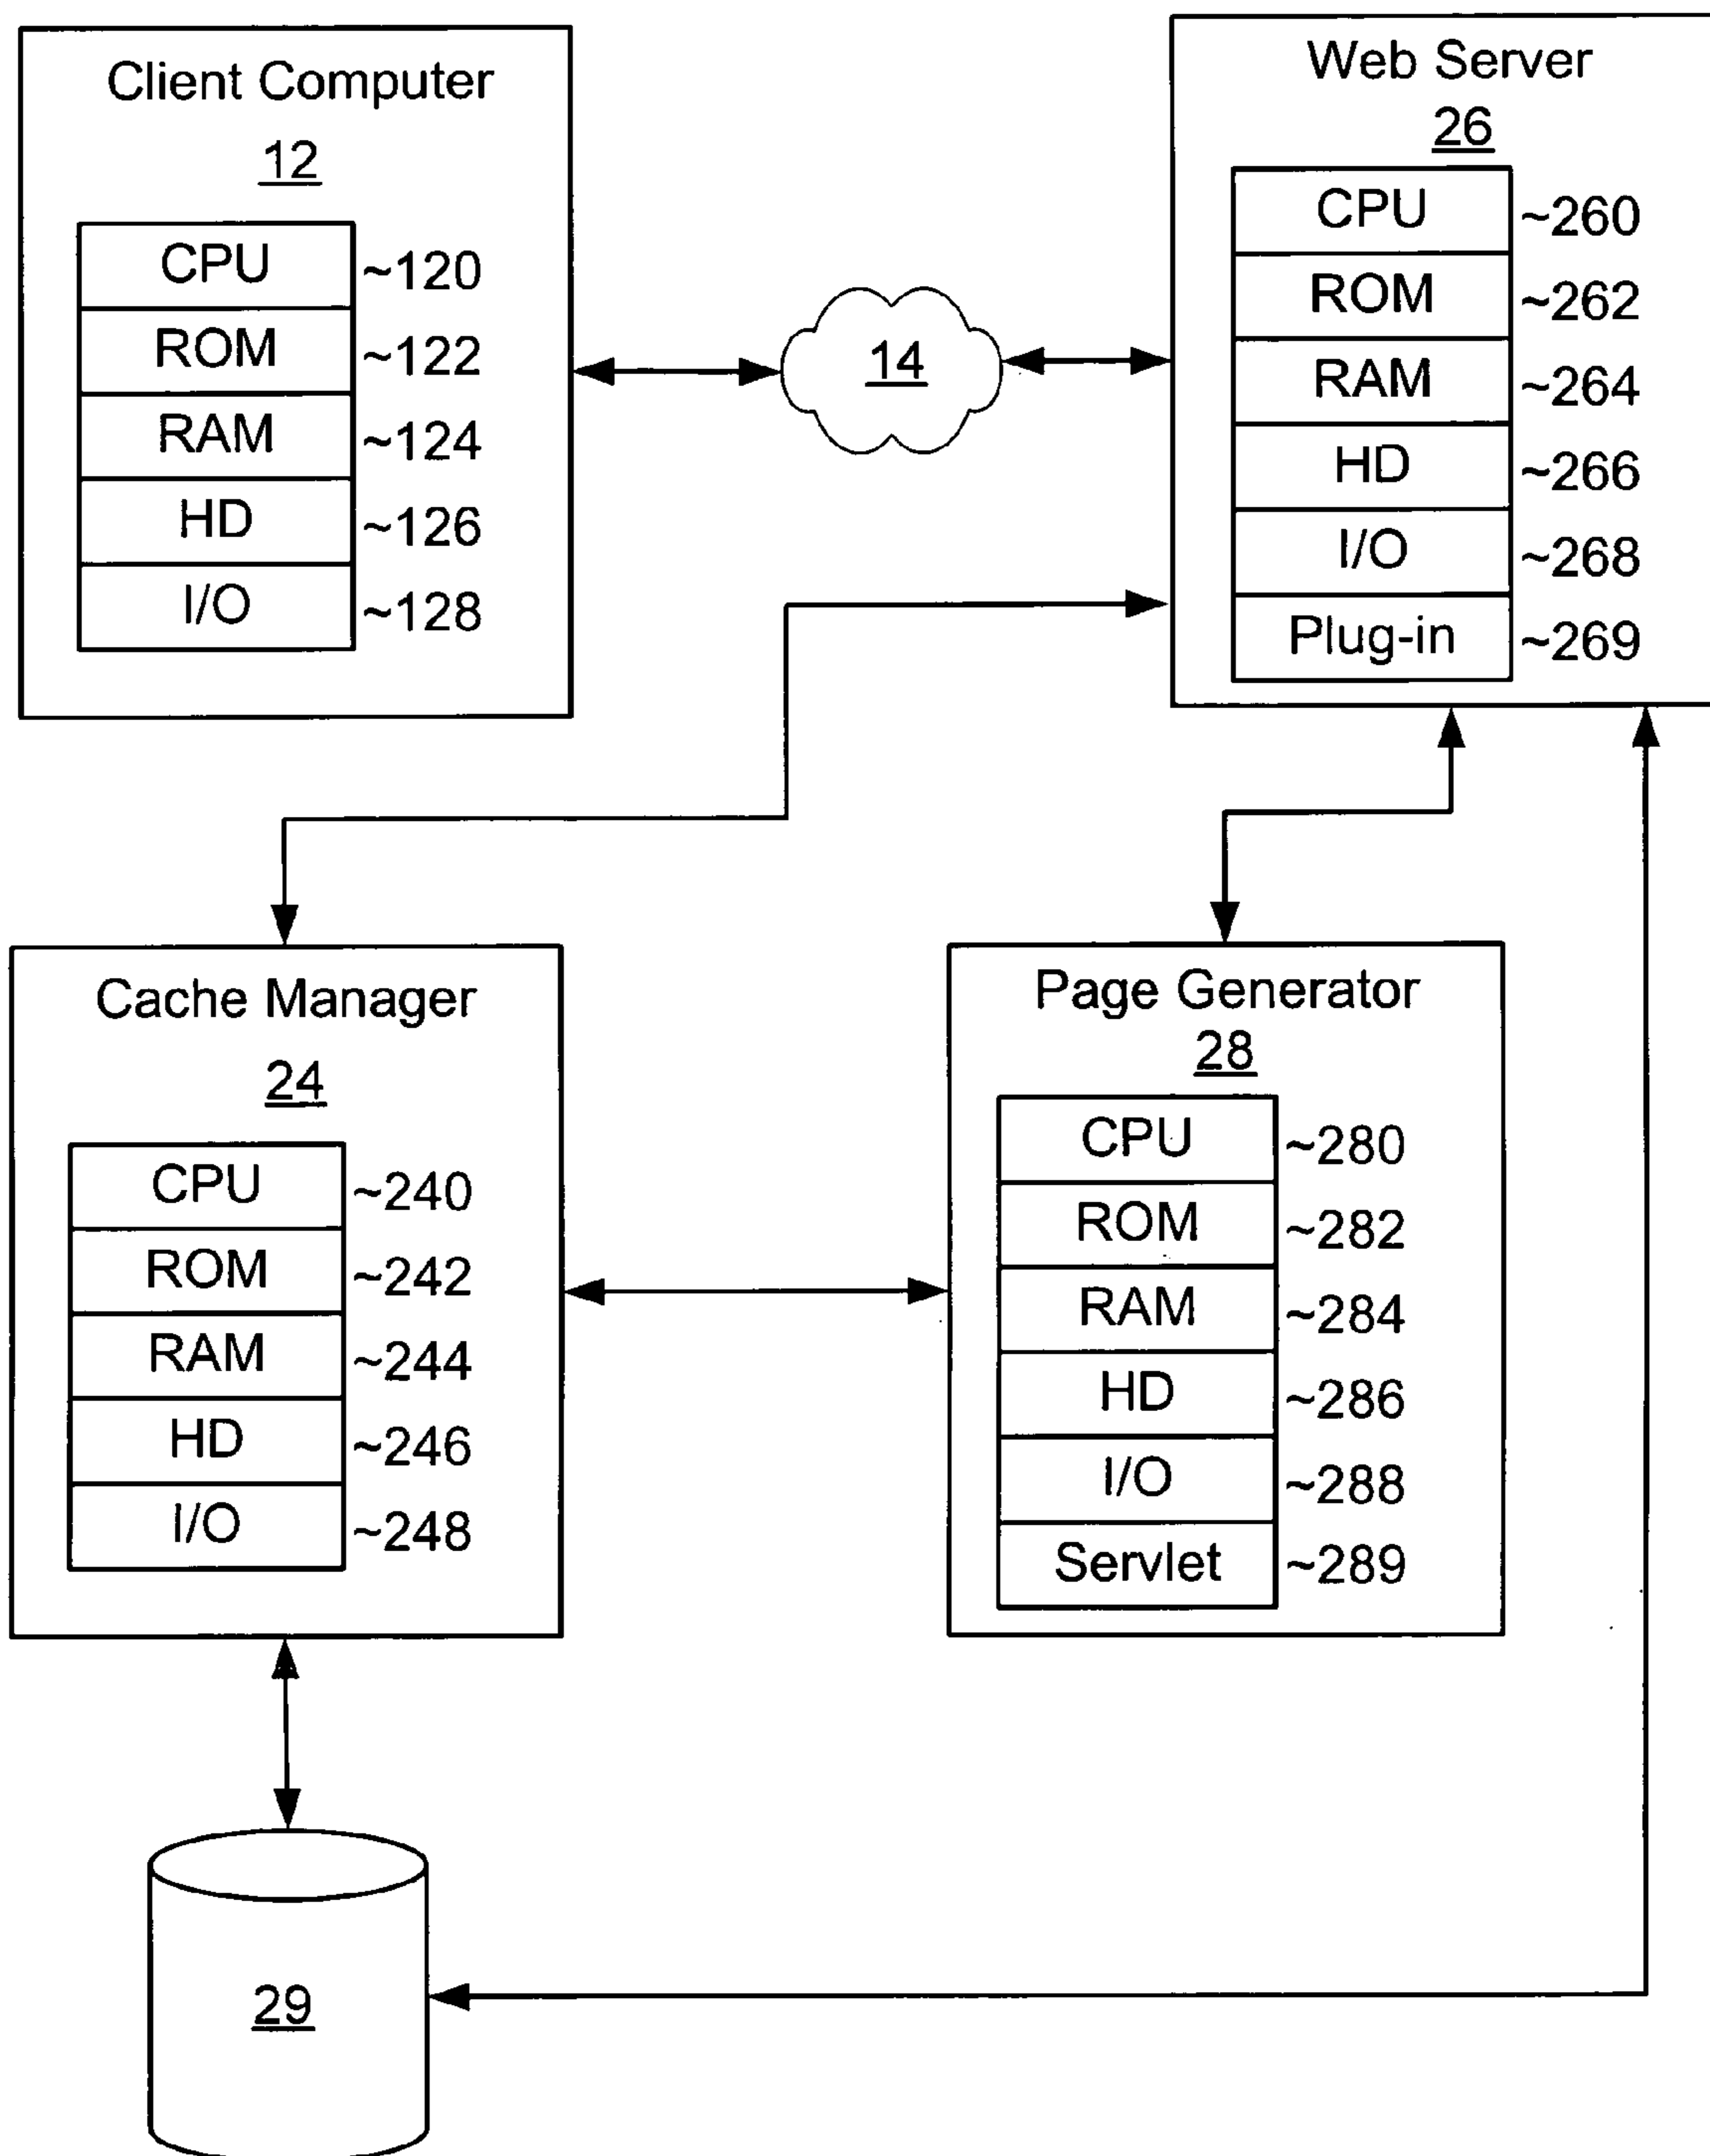 Client Computer
12
CPU ~120
ROM ~122
RAM ~124
HD ~126
I/O ~128
14
Web Server
26
CPU ~260
ROM ~262
RAM ~264
HD ~266
I/O ~268
Plug-in ~269
Cache Manager
24
CPU ~240
ROM ~242
RAM ~244
HD ~246
I/O ~248
Page Generator
28
CPU ~280
ROM ~282
RAM ~284
HD ~286
I/O ~288
Servlet ~289
29